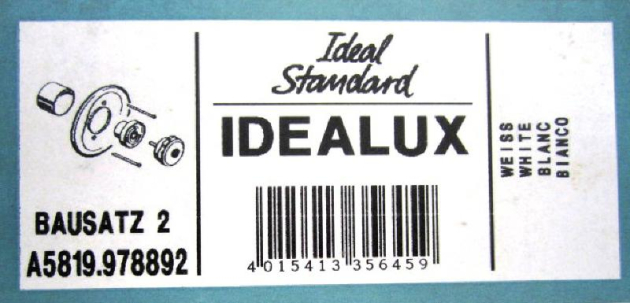 BAUSATZ 2
A5819.978892
Ideal
Standard
IDEALUX
4 015413 356459
WEISS
WHITE
BLANC
BIANCO